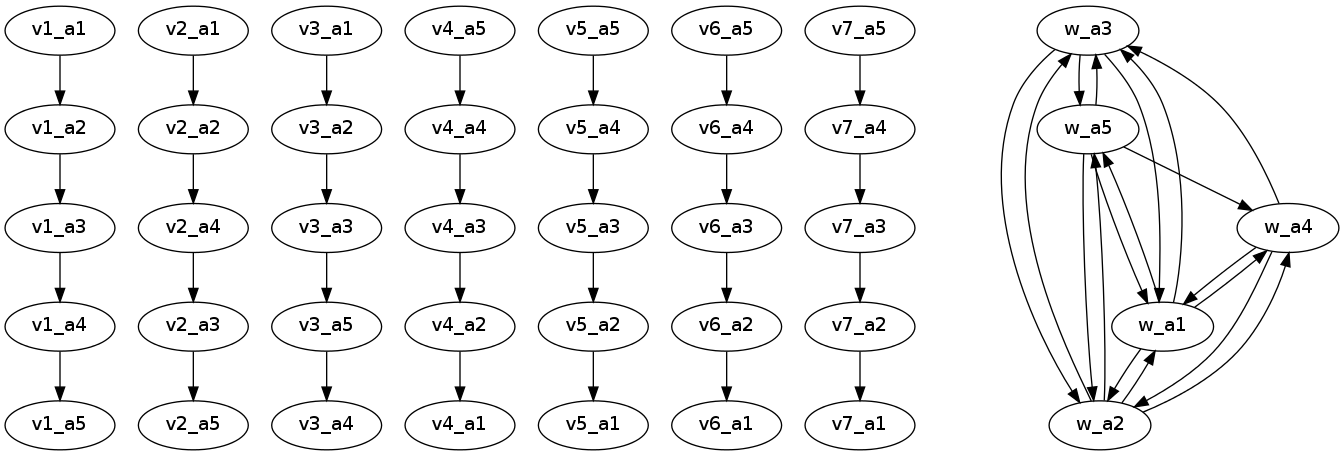 v1_a1 v2_a1 v3_a1 v4_a5 v5_a5 v6_a5 v7_a5 w_a3
v1_a2 v2_a2 v3_a2 v4_a4 v5_a4 v6_a4 v7_a4 w_a5
v1_a3 v2_a4 v3_a3 v4_a3 v5_a3 v6_a3 v7_a3 w_a4
v1_a4 v2_a3 v3_a5 v4_a2 v5_a2 v6_a2 v7_a2 w_a1
v1_a5 v2_a5 v3_a4 v4_a1 v5_a1 v6_a1 v7_a1 w_a2